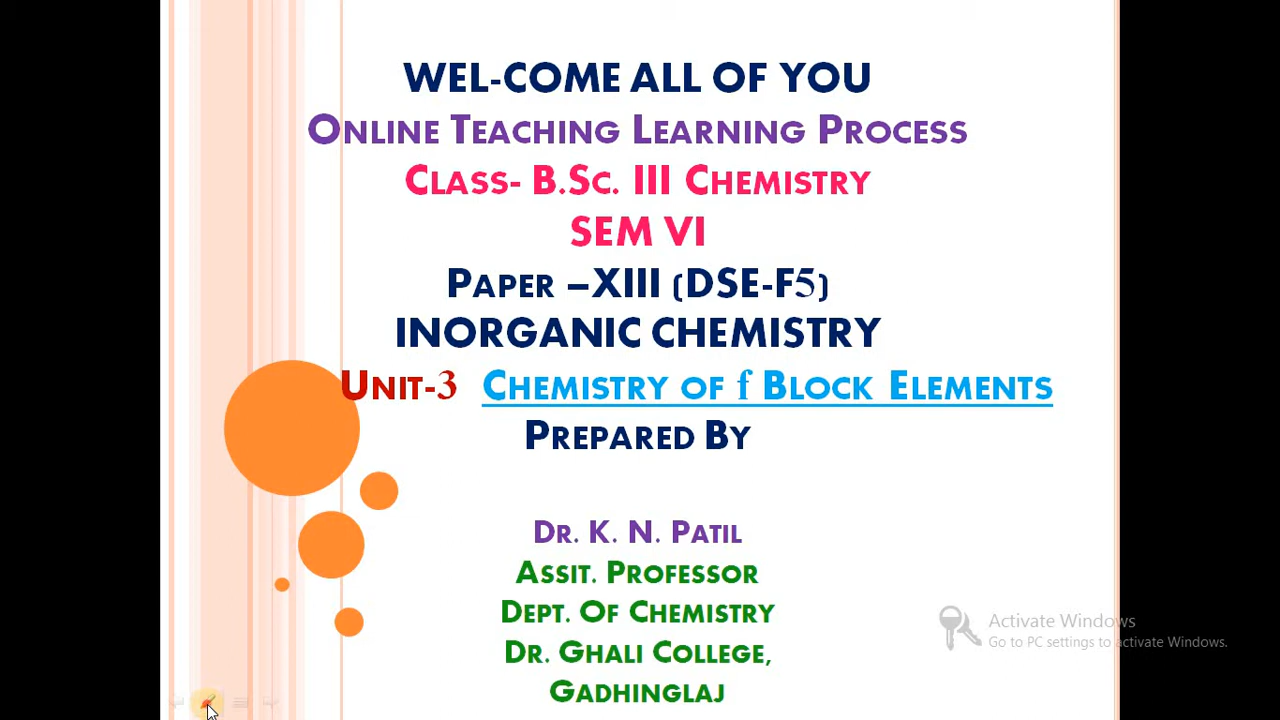 WEL-COME ALL OF YOU
ONLINE TEACHING LEARNING PROCESS
CLASS- B.SC. III CHEMISTRY
SEM VI
PAPER –XIII (DSE-F5)
INORGANIC CHEMISTRY
UNIT-3 CHEMISTRY OF f BLOCK ELEMENTS
PREPARED BY
DR. K. N. PATIL
ASSIT. PROFESSOR
DEPT. OF CHEMISTRY
DR. GHALI COLLEGE,
GADHINGLAJ
Activate Windows
Go to PC settings to activate Windows.